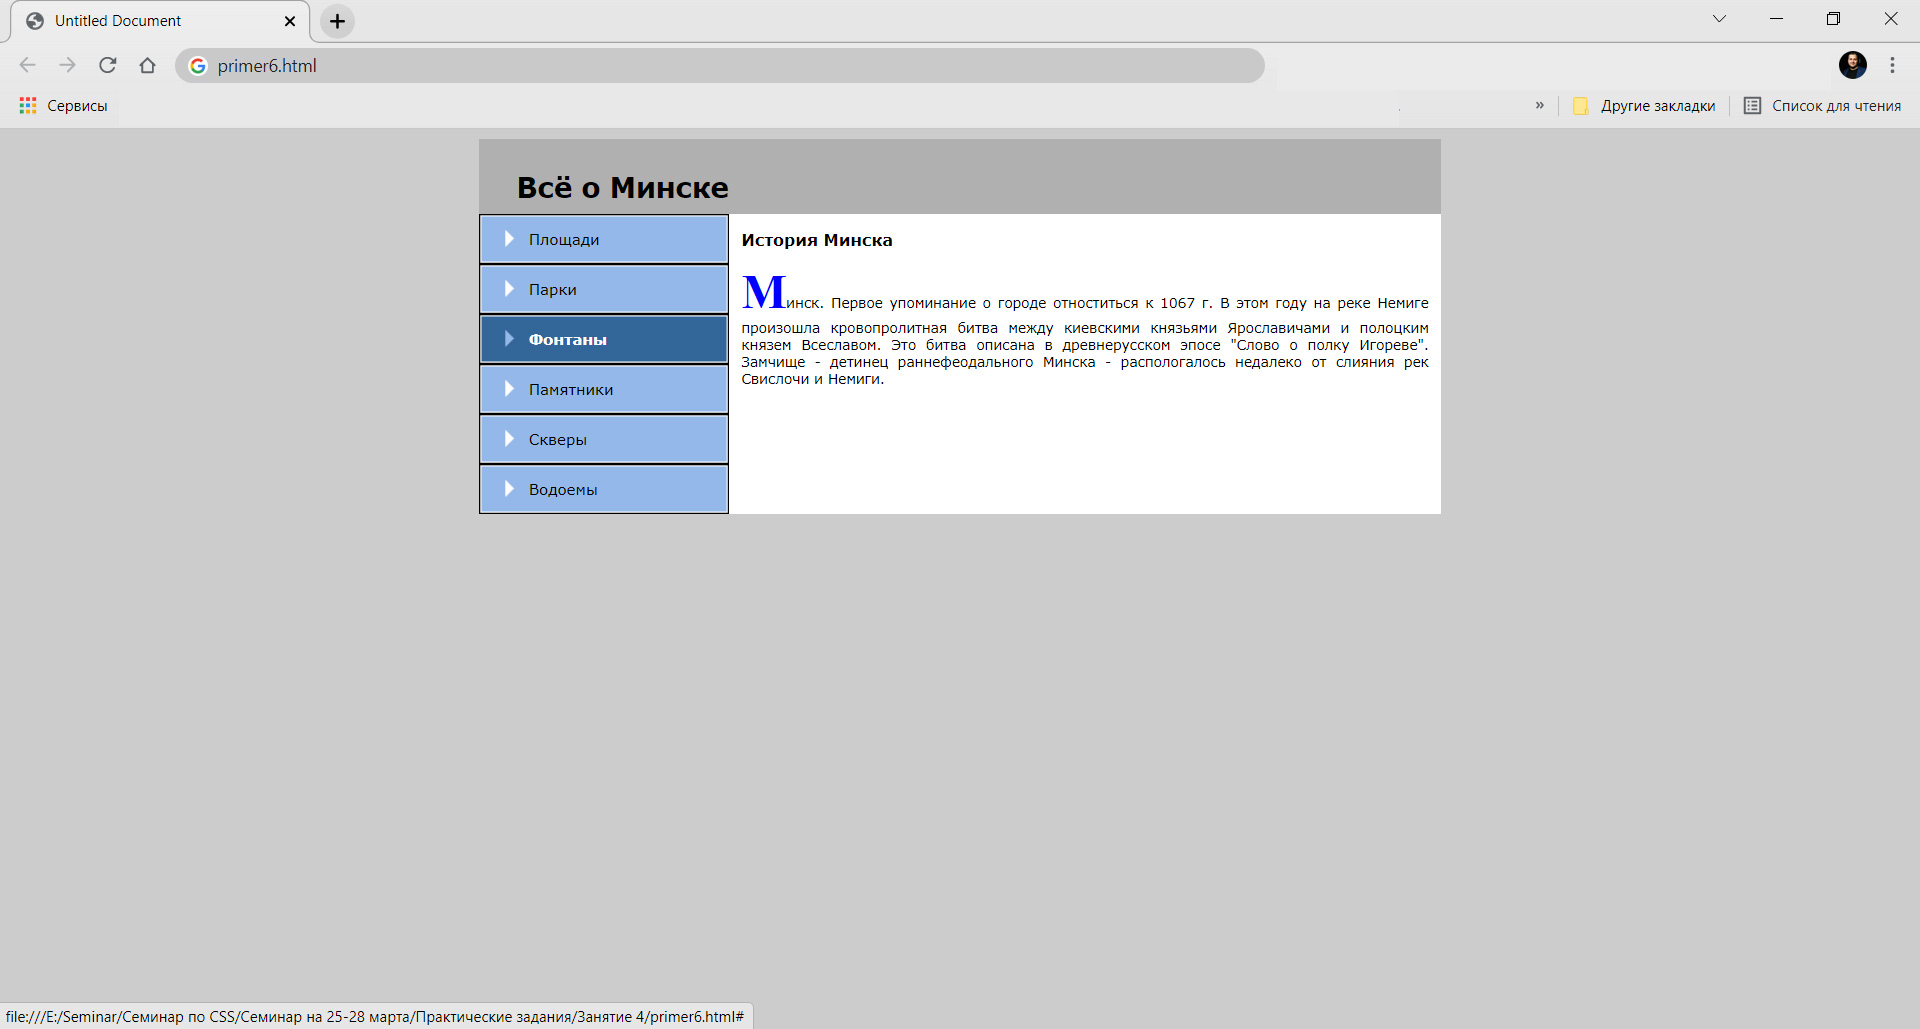 Untitled Document
primer6.html
Сервисы
» Другие закладки Список для чтения
Всё о Минске
Площади
Парки
Фонтаны
Памятники
Скверы
Водоемы
История Минска
Минск. Первое упоминание о городе отноститься к 1067 г. В этом году на реке Немиге
произошла кровопролитная битва между киевскими князьями Ярославичами и полоцким
князем Всеславом. Это битва описана в древнерусском эпосе "Слово о полку Игореве".
Замчище - детинец раннефеодального Минска - распологалось недалеко от слияния рек
Свислочи и Немиги.
file:///E:/Seminar/Семинар по CSS/Семинар на 25-28 марта/Практические задания/Занятие 4/primer6.html#